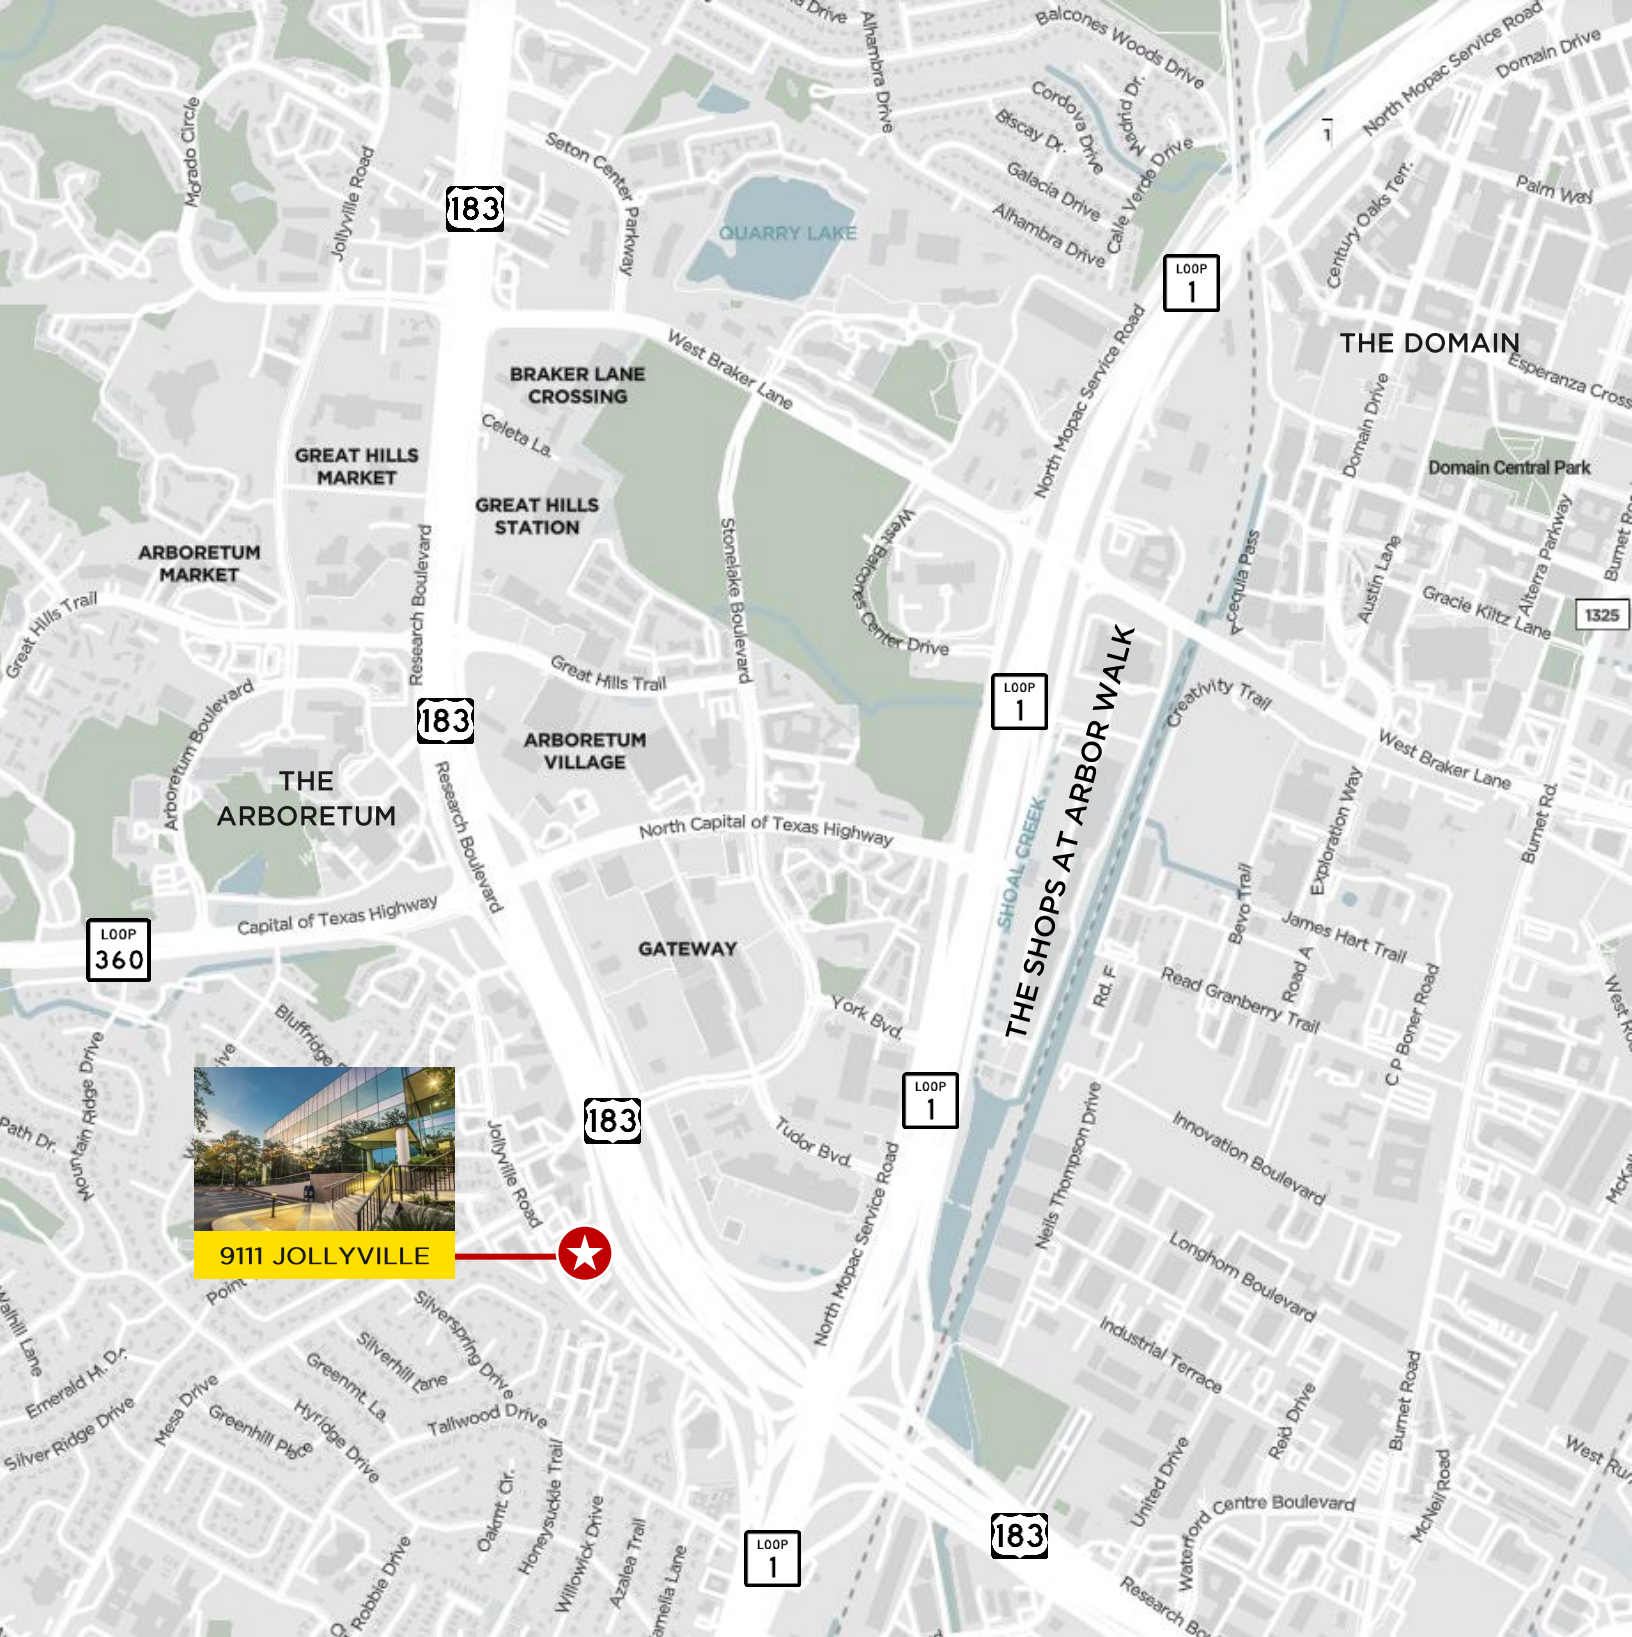 Drive
Alhambra Drive
Balcones Woods Drive
North Mopac Service Road
Domain Drive
Cordova Drive
Madrid Dr.
Biscay Dr.
Calle Verde Drive
Galacia Drive
Alhambra Drive
1
Morado Circle
Jollyville Road
Seton Center Parkway
183
QUARRY LAKE
Palm Way
Century Oaks Terr.
LOOP
1
THE DOMAIN
Esperanza Cross
North Mopac Service Road
West Braker Lane
BRAKER LANE
CROSSING
Celeta La.
Domain Drive
Domain Central Park
GREAT HILLS
MARKET
GREAT HILLS
STATION
ARBORETUM
MARKET
Research Boulevard
Stonelake Boulevard
West Balcones Center Drive
Acequia Pass
Austin Lane
Alterra Parkway
Gracie Kiltz Lane
1325
Great Hills Trail
Great Hills Trail
Arboretum Boulevard
183
LOOP
1
Creativity Trail
THE SHOPS AT ARBOR WALK
ARBORETUM
VILLAGE
THE
ARBORETUM
Research Boulevard
North Capital of Texas Highway
SHOAL CREEK
West Braker Lane
Burnet Rd.
Exploration Way
Bevo Trail
James Hart Trail
Capital of Texas Highway
LOOP
360
GATEWAY
Road A
Rd. F
Read Granberry Trail
C P Boner Road
York Bvd.
Bluffridge
Mountain Ridge Drive
Path Dr.
183
LOOP
1
Jollyville Road
Tudor Bvd.
North Mopac Service Road
Neils Thompson Drive
Innovation Boulevard
Longhorn Boulevard
Industrial Terrace
9111 JOLLYVILLE
Point
Walhill Lane
Silverspring Drive
Silverhill Lane
Greenmt. La.
Hyridge Drive
Tallwood Drive
Emerald H. Dr.
Silver Ridge Drive
Mesa Drive
Greenhill Place
Oakmt. Cir.
Honeysuckle Trail
Willowick Drive
Azalea Trail
Robbie Drive
LOOP
1
183
United Drive
Reid Drive
Burnet Road
McNeil Road
Waterford Centre Boulevard
Research